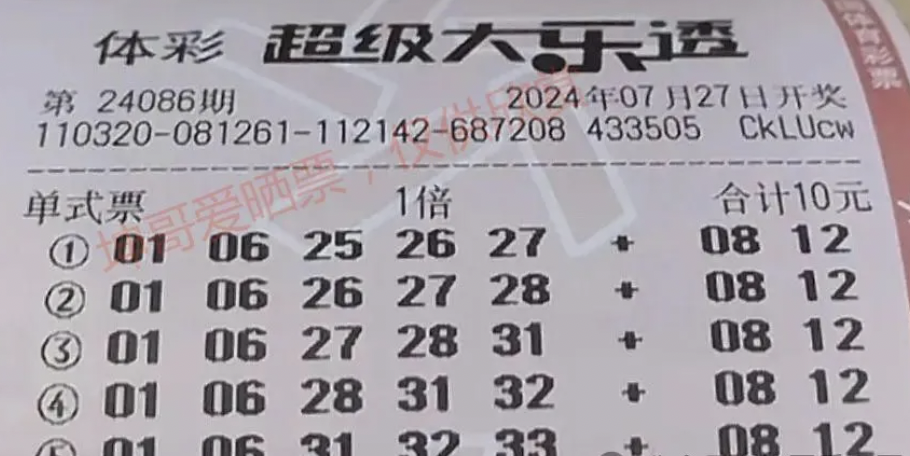 体彩 超级大乐透
第 24086期 2024年07月27日开奖
110320-081261-112142-687208 433505 CkLUcw
单式票 1倍 合计10元
① 01 06 25 26 27 + 08 12
② 01 06 26 27 28 + 08 12
③ 01 06 27 28 31 + 08 12
④ 01 06 28 31 32 + 08 12
⑤ 01 06 31 32 33 + 08 12
坤哥爱晒票，仅供
国体育彩票